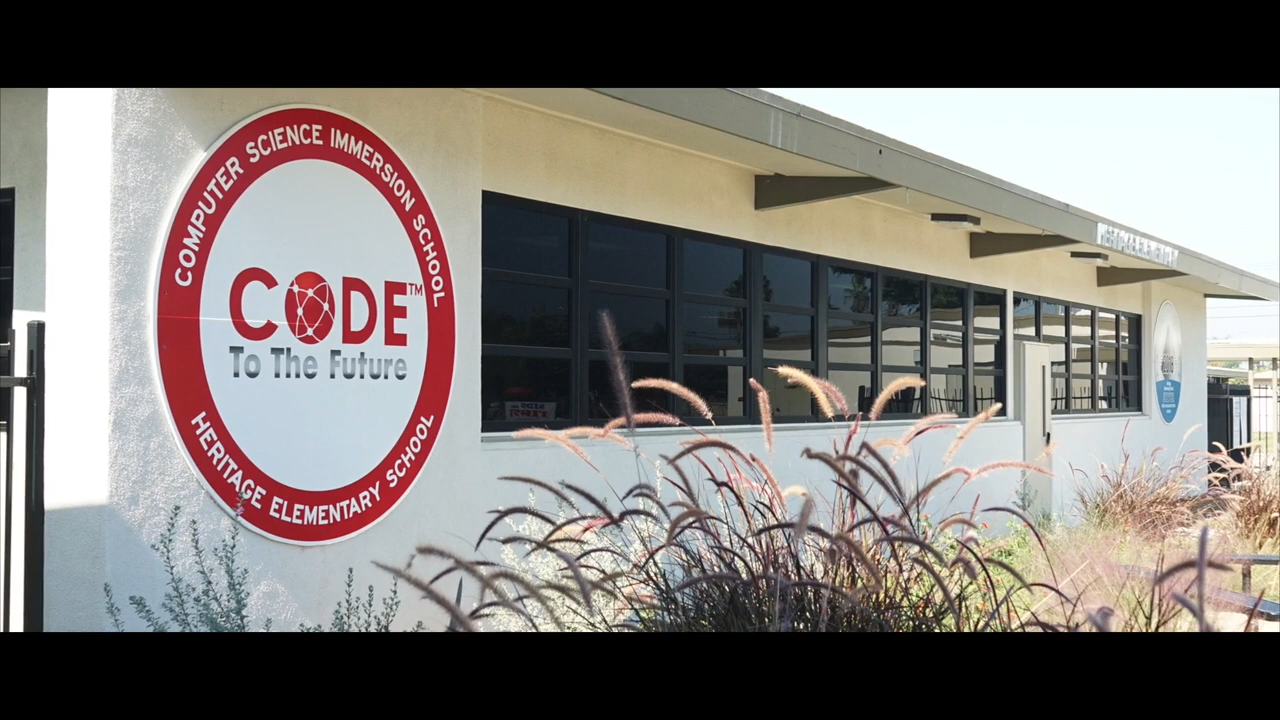 COMPUTER SCIENCE IMMERSION SCHOOL
CODE™
To The Future
HERITAGE ELEMENTARY SCHOOL